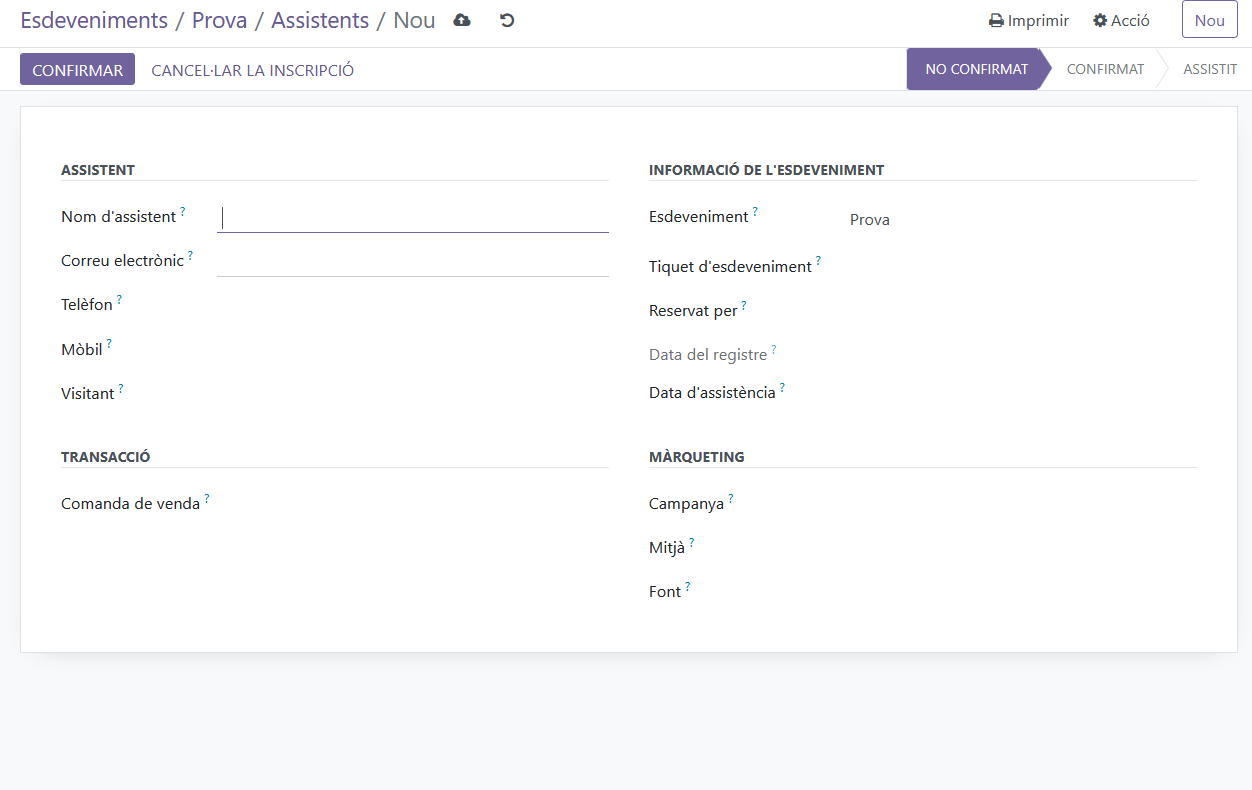 Esdeveniments / Prova / Assistents / Nou
Imprimir Acció Nou
CONFIRMAR CANCEL·LAR LA INSCRIPCIÓ
NO CONFIRMAT CONFIRMAT ASSISTIT
ASSISTENT
Nom d'assistent ?
Correu electrònic ?
Telèfon ?
Mòbil ?
Visitant ?
INFORMACIÓ DE L'ESDEVENIMENT
Esdeveniment ? Prova
Tiquet d'esdeveniment ?
Reservat per ?
Data del registre ?
Data d'assistència ?
TRANSACCIÓ
Comanda de venda ?
MÀRQUETING
Campanya ?
Mitjà ?
Font ?